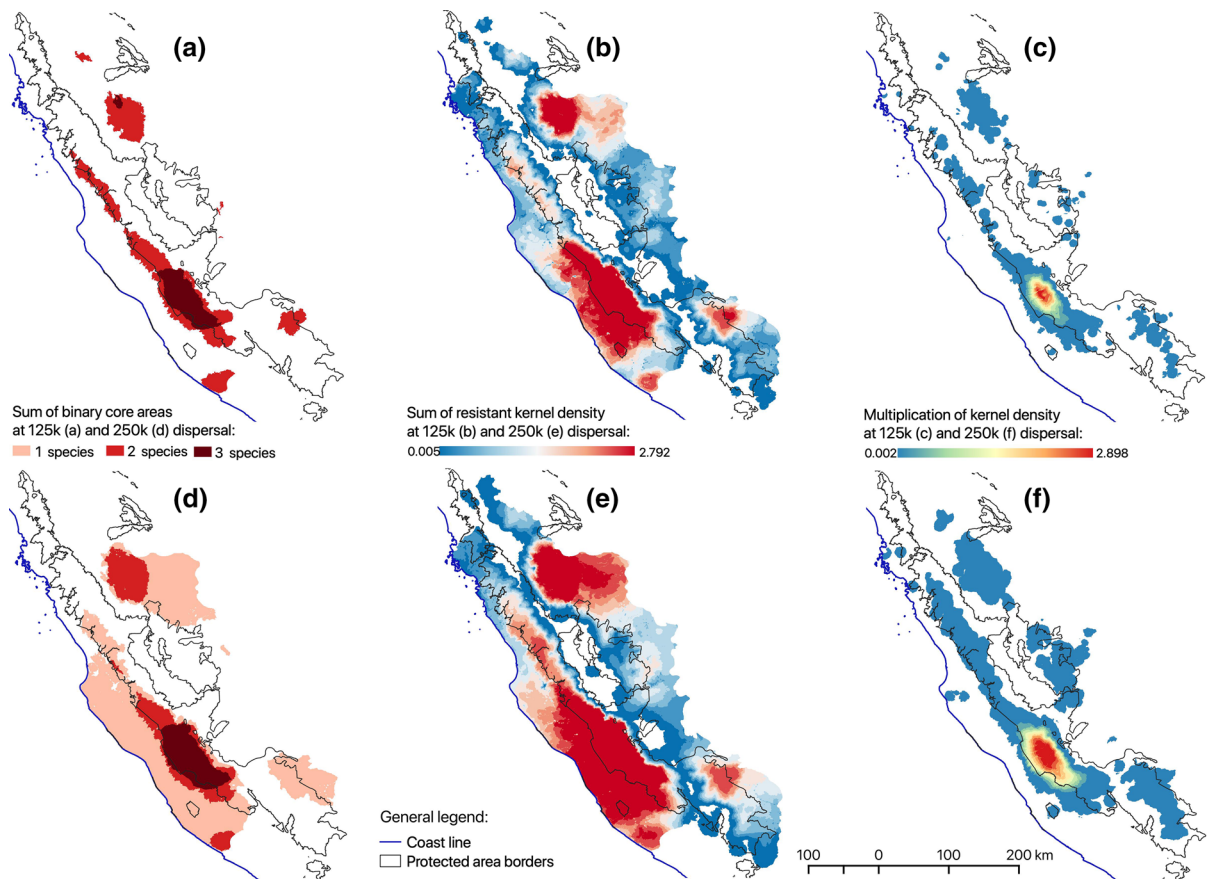 (a)
(b)
(c)
Sum of binary core areas
at 125k (a) and 250k (d) dispersal:
1 species 2 species 3 species
Sum of resistant kernel density
at 125k (b) and 250k (e) dispersal:
0.005 2.792
Multiplication of kernel density
at 125k (c) and 250k (f) dispersal:
0.002 2.898
(d)
(e)
(f)
General legend:
Coast line
Protected area borders
100 0 100 200 km